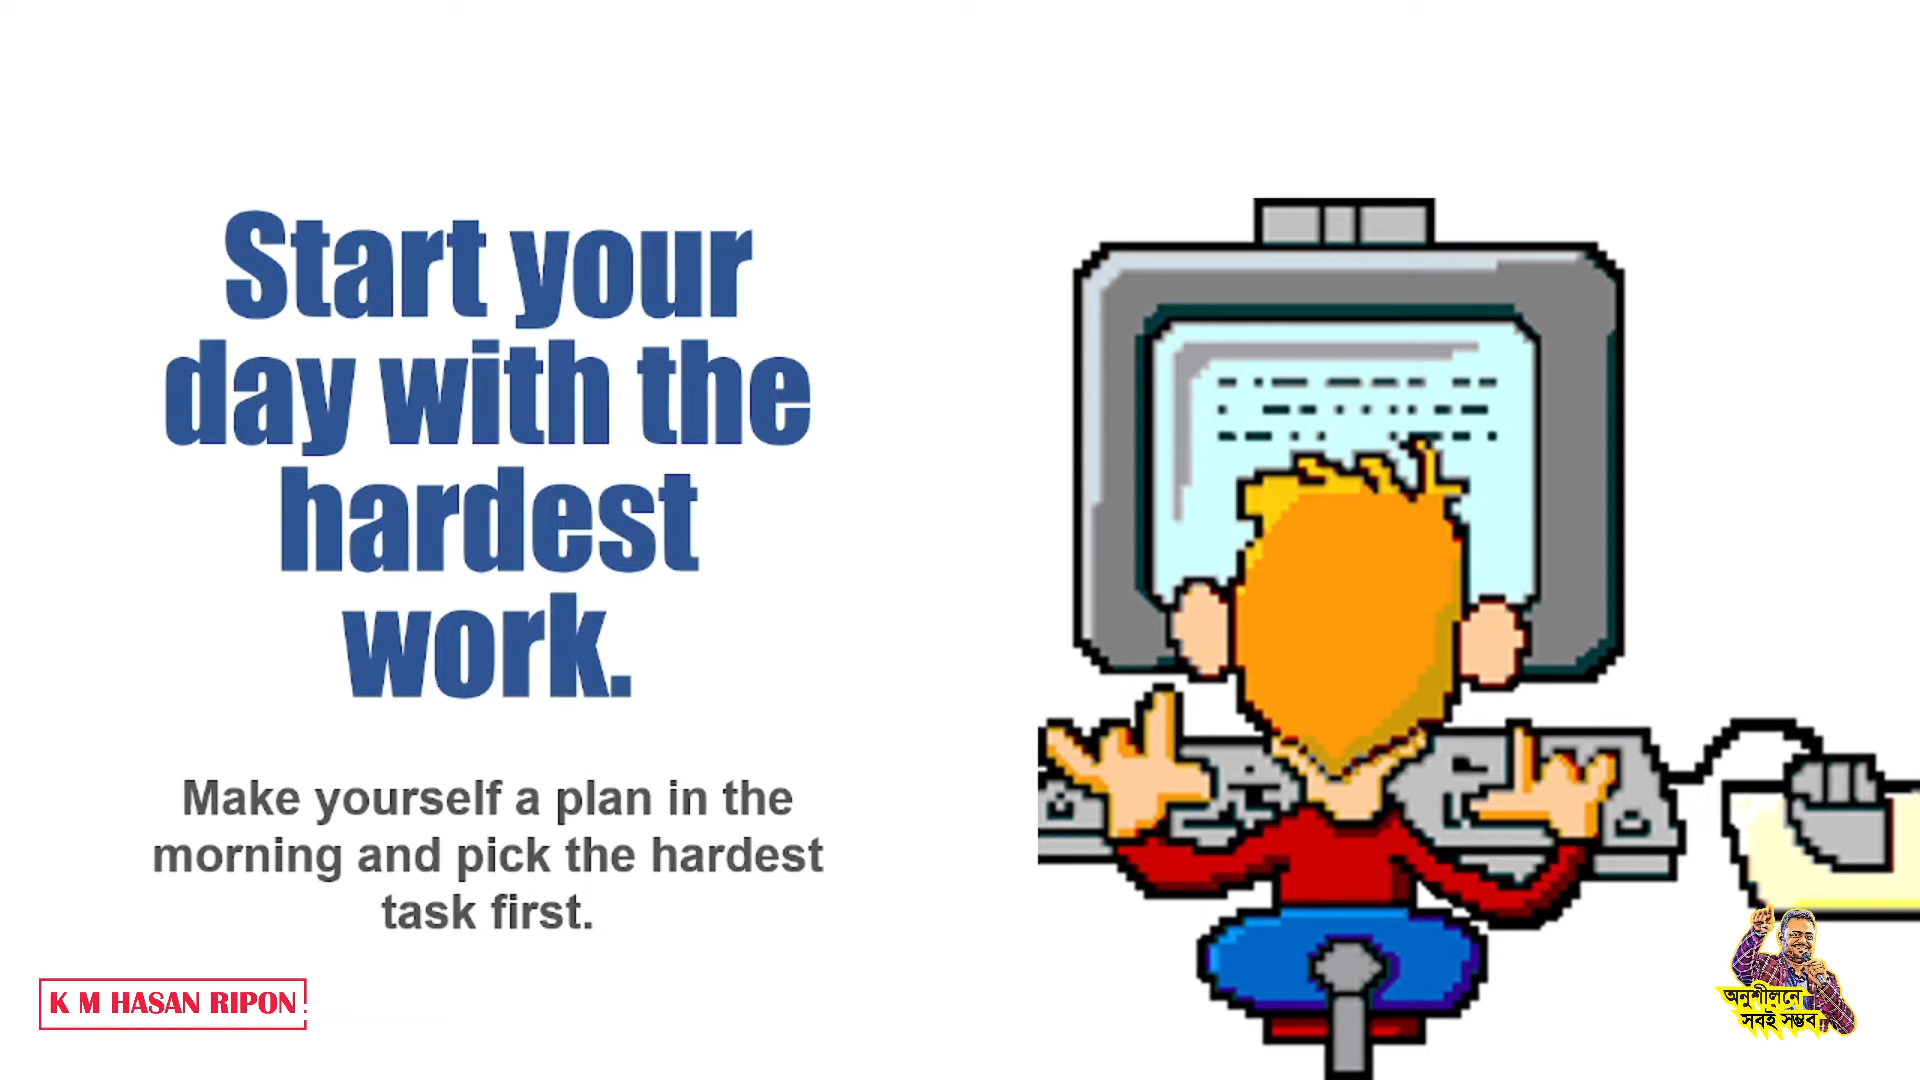 Start your
day with the
hardest
work.
Make yourself a plan in the
morning and pick the hardest
task first.
K M HASAN RIPON
অনুশীলনে
সবই সম্ভব